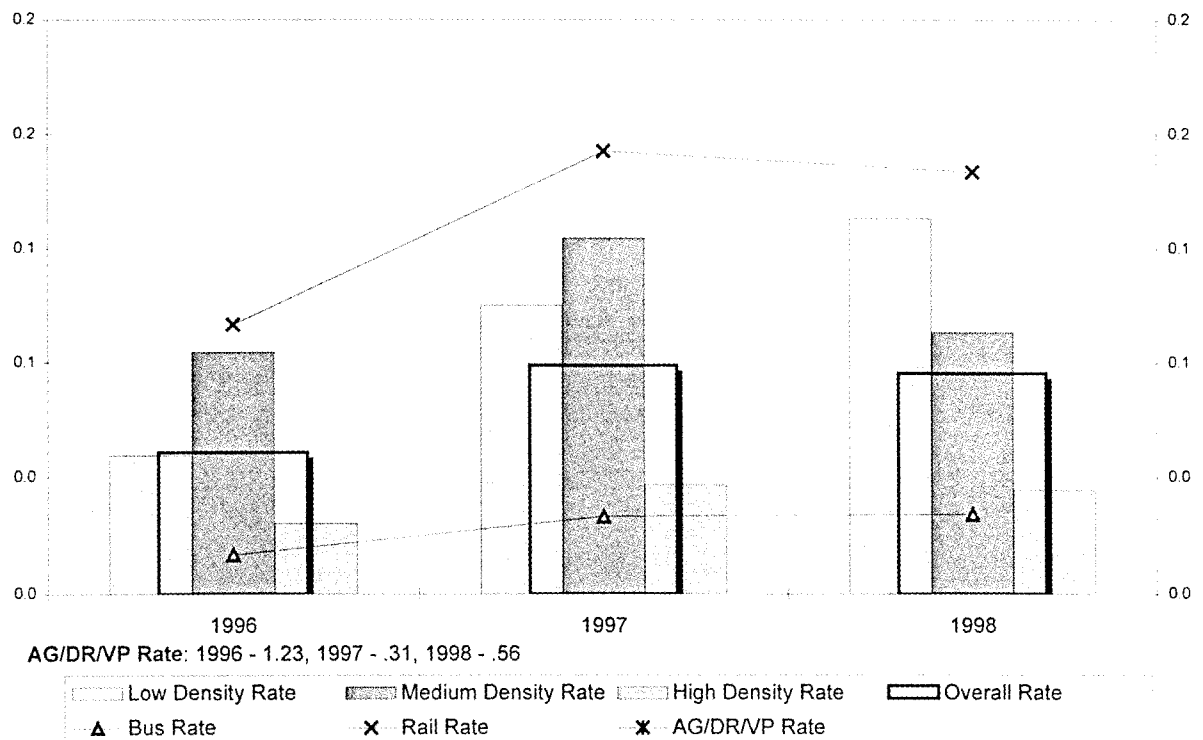 0.2 0.2
0.2 0.2
0.1 0.1
0.1 0.1
0.0 0.0
0.0 0.0
1996 1997 1998
AG/DR/VP Rate: 1996 - 1.23, 1997 - .31, 1998 - .56
Low Density Rate Medium Density Rate High Density Rate Overall Rate
Bus Rate Rail Rate AG/DR/VP Rate